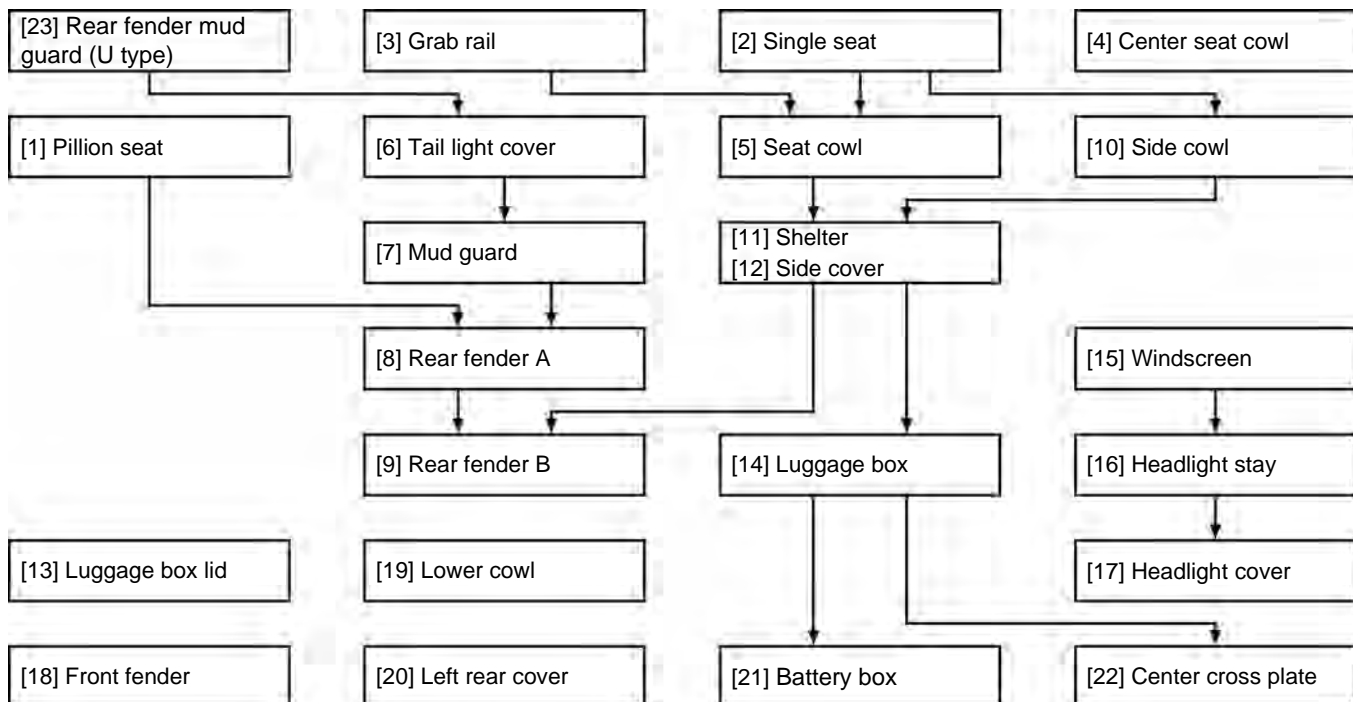 [23] Rear fender mud
guard (U type)
[3] Grab rail
[2] Single seat
[4] Center seat cowl
[1] Pillion seat
[6] Tail light cover
[5] Seat cowl
[10] Side cowl
[7] Mud guard
[11] Shelter
[12] Side cover
[8] Rear fender A
[15] Windscreen
[9] Rear fender B
[14] Luggage box
[16] Headlight stay
[13] Luggage box lid
[19] Lower cowl
[17] Headlight cover
[18] Front fender
[20] Left rear cover
[21] Battery box
[22] Center cross plate